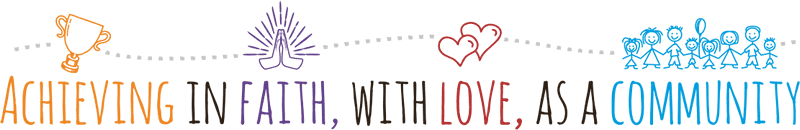 ACHIEVING IN FAITH, WITH LOVE, AS A COMMUNITY